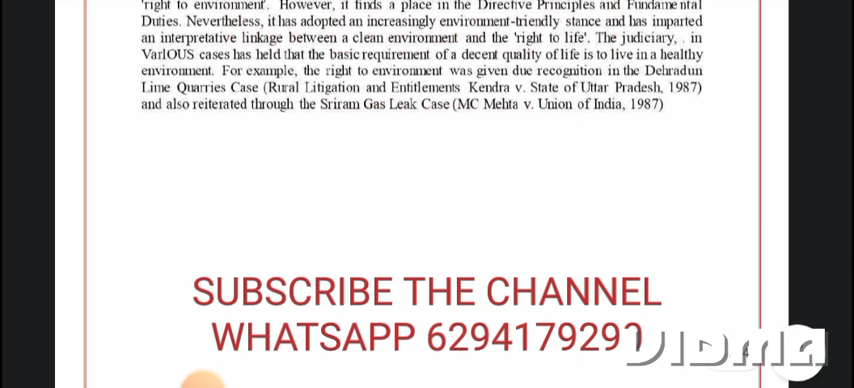 'right to environment'. However, it finds a place in the Directive Principles and Fundamental
Duties. Nevertheless, it has adopted an increasingly environment-friendly stance and has imparted
an interpretative linkage between a clean environment and the 'right to life'. The judiciary, . in
VarlOUS cases has held that the basic requirement of a decent quality of life is to live in a healthy
environment. For example, the right to environment was given due recognition in the Dehradun
Lime Quarries Case (Rural Litigation and Entitlements Kendra v. State of Uttar Pradesh, 1987)
and also reiterated through the Sriram Gas Leak Case (MC Mehta v. Union of India, 1987)
SUBSCRIBE THE CHANNEL
WHATSAPP